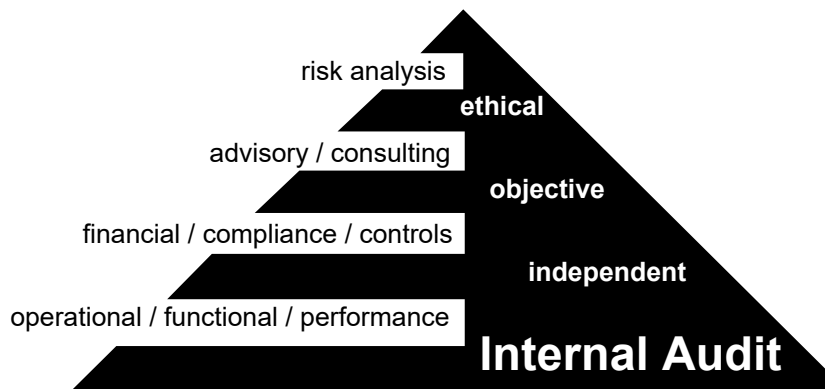 risk analysis
ethical
advisory / consulting
objective
financial / compliance / controls
independent
operational / functional / performance
Internal Audit